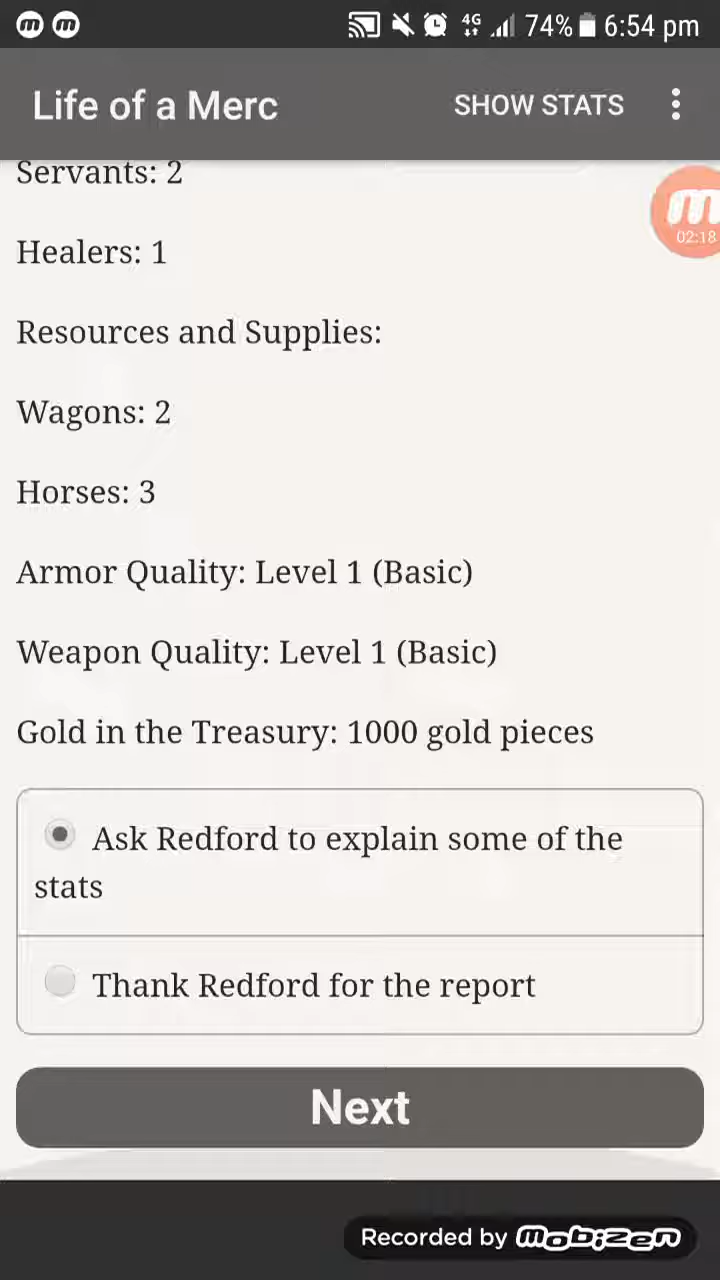 4G 74% 6:54 pm
Life of a Merc SHOW STATS
Servants: 2
m
02:18
Healers: 1
Resources and Supplies:
Wagons: 2
Horses: 3
Armor Quality: Level 1 (Basic)
Weapon Quality: Level 1 (Basic)
Gold in the Treasury: 1000 gold pieces
Ask Redford to explain some of the
stats
Thank Redford for the report
Next
Recorded by mobizen